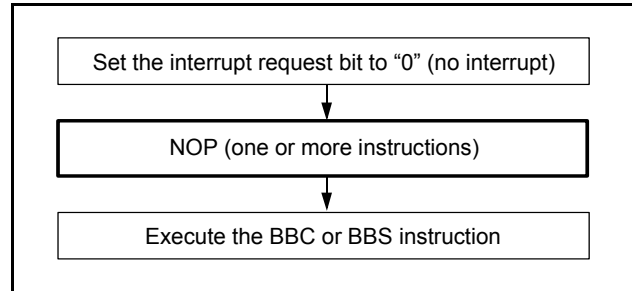 Set the interrupt request bit to “0” (no interrupt)
NOP (one or more instructions)
Execute the BBC or BBS instruction